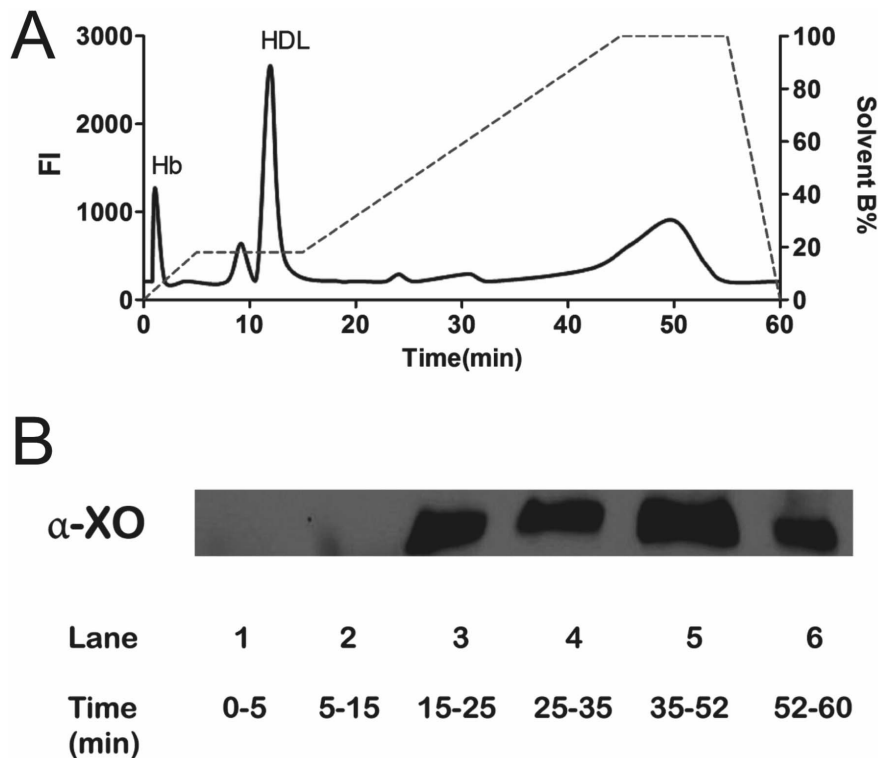 A
3000
2000
1000
0
FI
Hb
HDL
100
80
60
40
20
0
Solvent B%
0 10 20 30 40 50 60
Time(min)
B
α-XO
Lane 1 2 3 4 5 6
Time 0-5 5-15 15-25 25-35 35-52 52-60
(min)